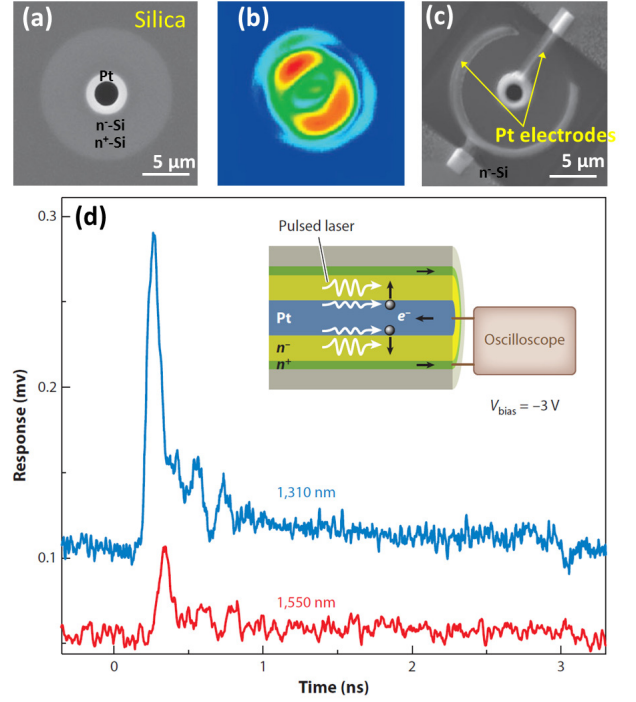 (a)
Silica
Pt
n⁻-Si
n⁺-Si
5 µm
(b)
(c)
Pt electrodes
n⁻-Si
5 µm
(d)
0.3
0.2
0.1
Response (mv)
Pulsed laser
Pt
e⁻
n⁻
n⁺
Oscilloscope
V bias = −3 V
1,310 nm
1,550 nm
0
1
2
3
Time (ns)